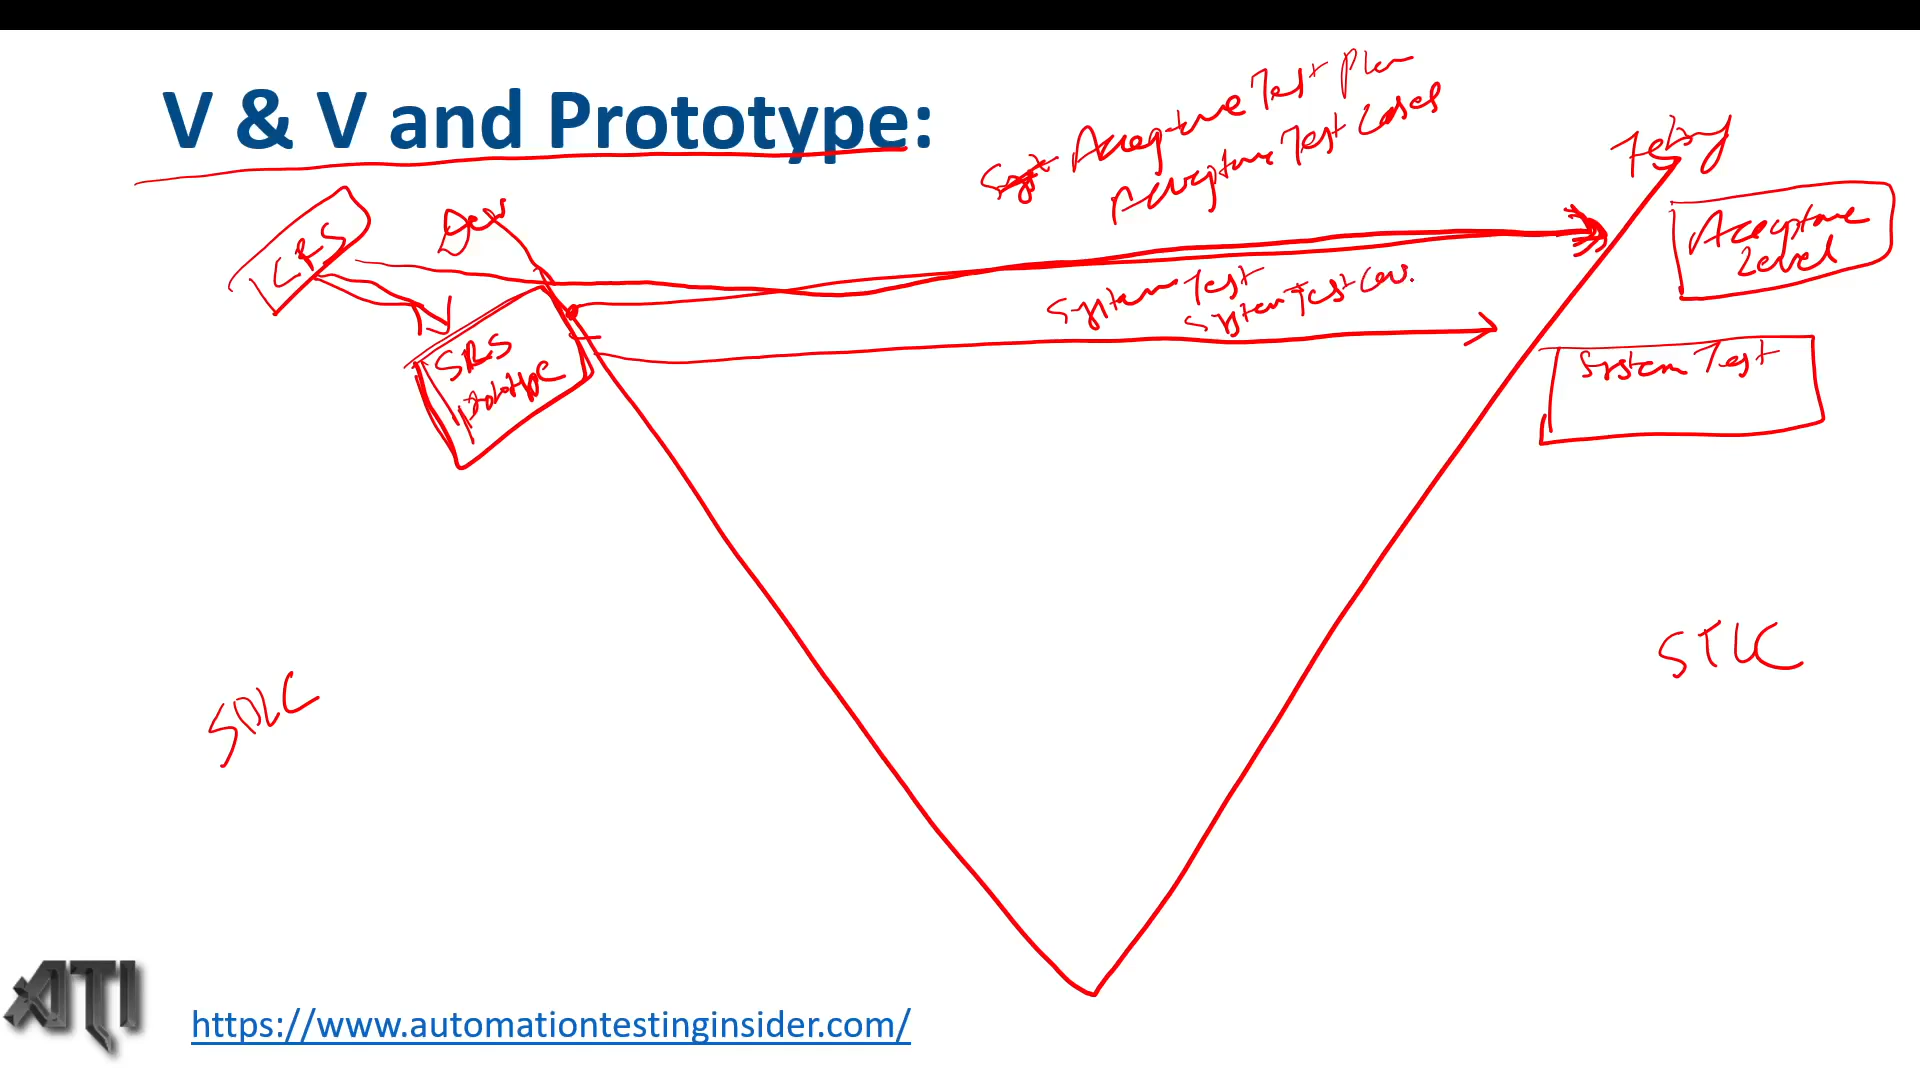 V & V and Prototype:
Acceptance Test Plan
Acceptance Test Cases
Testing
CRS
Dev
Acceptance
Level
System Test
System Test
SRS
Prototype
System Test
SDLC
STLC
ATI
https://www.automationtestinginsider.com/